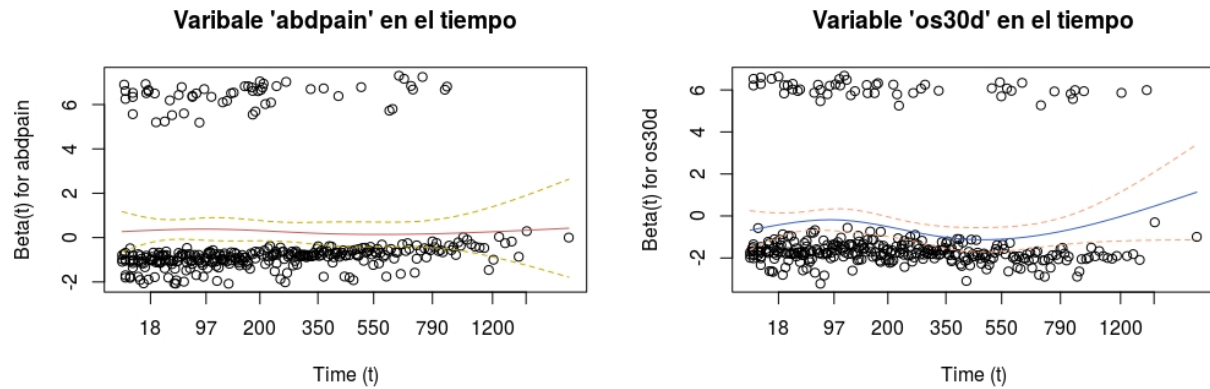 Varibale 'abdpain' en el tiempo
Beta(t) for abdpain
6
4
2
0
-2
18 97 200 350 550 790 1200
Time (t)
Variable 'os30d' en el tiempo
Beta(t) for os30d
6
4
2
0
-2
18 97 200 350 550 790 1200
Time (t)